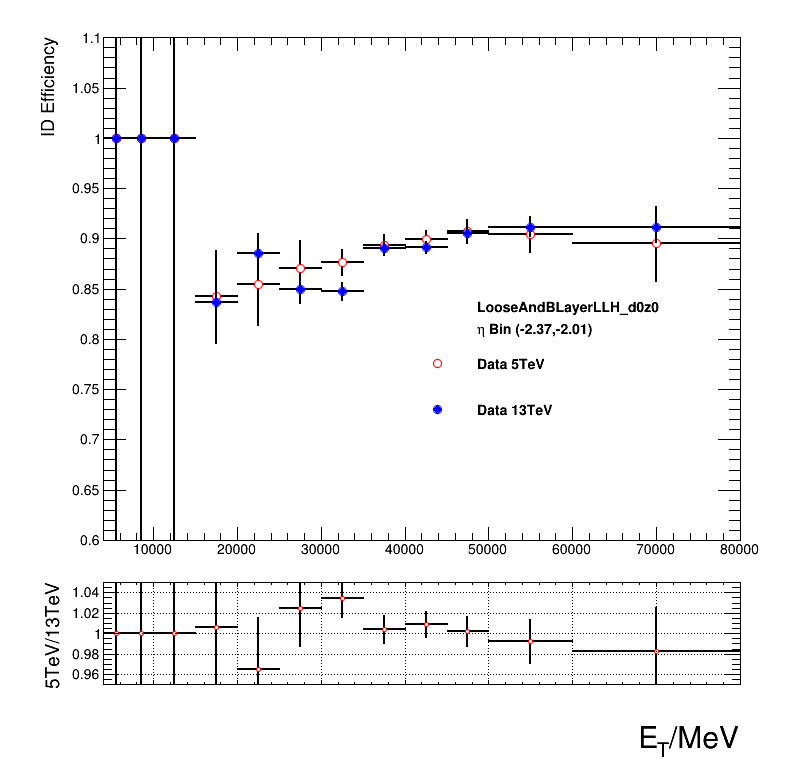 ID Efficiency
1.1
1.05
1
0.95
0.9
0.85
0.8
0.75
0.7
0.65
0.6
LooseAndBLayerLLH_d0z0
η Bin (-2.37,-2.01)
Data 5TeV
Data 13TeV
10000 20000 30000 40000 50000 60000 70000 80000
5TeV/13TeV
1.04
1.02
1
0.98
0.96
E_T/MeV